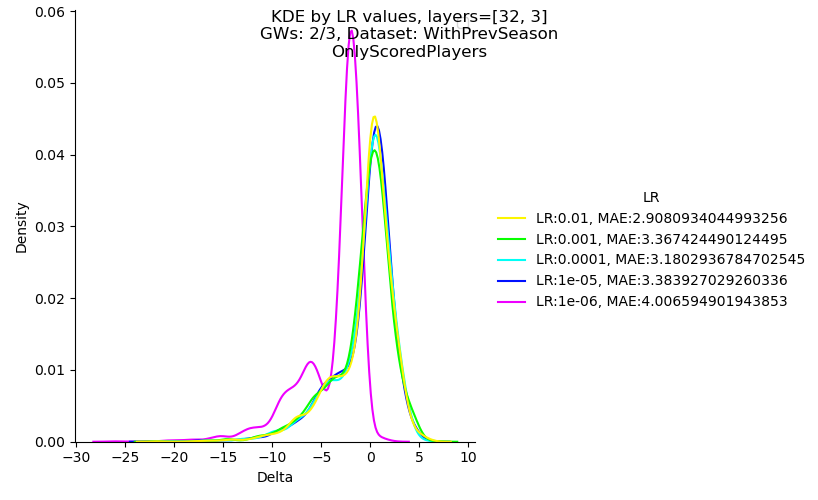 KDE by LR values, layers=[32, 3]
GWs: 2/3, Dataset: WithPrevSeason
OnlyScoredPlayers
0.06
0.05
0.04
0.03
0.02
0.01
0.00
Density
−30 −25 −20 −15 −10 −5 0 5 10
Delta
LR
LR:0.01, MAE:2.9080934044993256
LR:0.001, MAE:3.367424490124495
LR:0.0001, MAE:3.1802936784702545
LR:1e-05, MAE:3.383927029260336
LR:1e-06, MAE:4.006594901943853